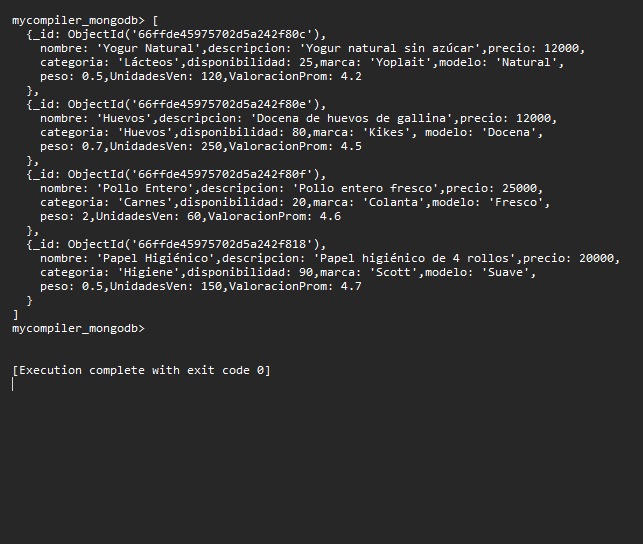 mycompiler_mongodb> [
  {_id: ObjectId('66ffde45975702d5a242f80c'),
    nombre: 'Yogur Natural',descripcion: 'Yogur natural sin azúcar',precio: 12000,
    categoria: 'Lácteos',disponibilidad: 25,marca: 'Yoplait',modelo: 'Natural',
    peso: 0.5,UnidadesVen: 120,ValoracionProm: 4.2
  },
  {_id: ObjectId('66ffde45975702d5a242f80e'),
    nombre: 'Huevos',descripcion: 'Docena de huevos de gallina',precio: 12000,
    categoria: 'Huevos',disponibilidad: 80,marca: 'Kikes', modelo: 'Docena',
    peso: 0.7,UnidadesVen: 250,ValoracionProm: 4.5
  },
  {_id: ObjectId('66ffde45975702d5a242f80f'),
    nombre: 'Pollo Entero',descripcion: 'Pollo entero fresco',precio: 25000,
    categoria: 'Carnes',disponibilidad: 20,marca: 'Colanta',modelo: 'Fresco',
    peso: 2,UnidadesVen: 60,ValoracionProm: 4.6
  },
  {_id: ObjectId('66ffde45975702d5a242f818'),
    nombre: 'Papel Higiénico',descripcion: 'Papel higiénico de 4 rollos',precio: 20000,
    categoria: 'Higiene',disponibilidad: 90,marca: 'Scott',modelo: 'Suave',
    peso: 0.5,UnidadesVen: 150,ValoracionProm: 4.7
  }
]
mycompiler_mongodb>
[Execution complete with exit code 0]